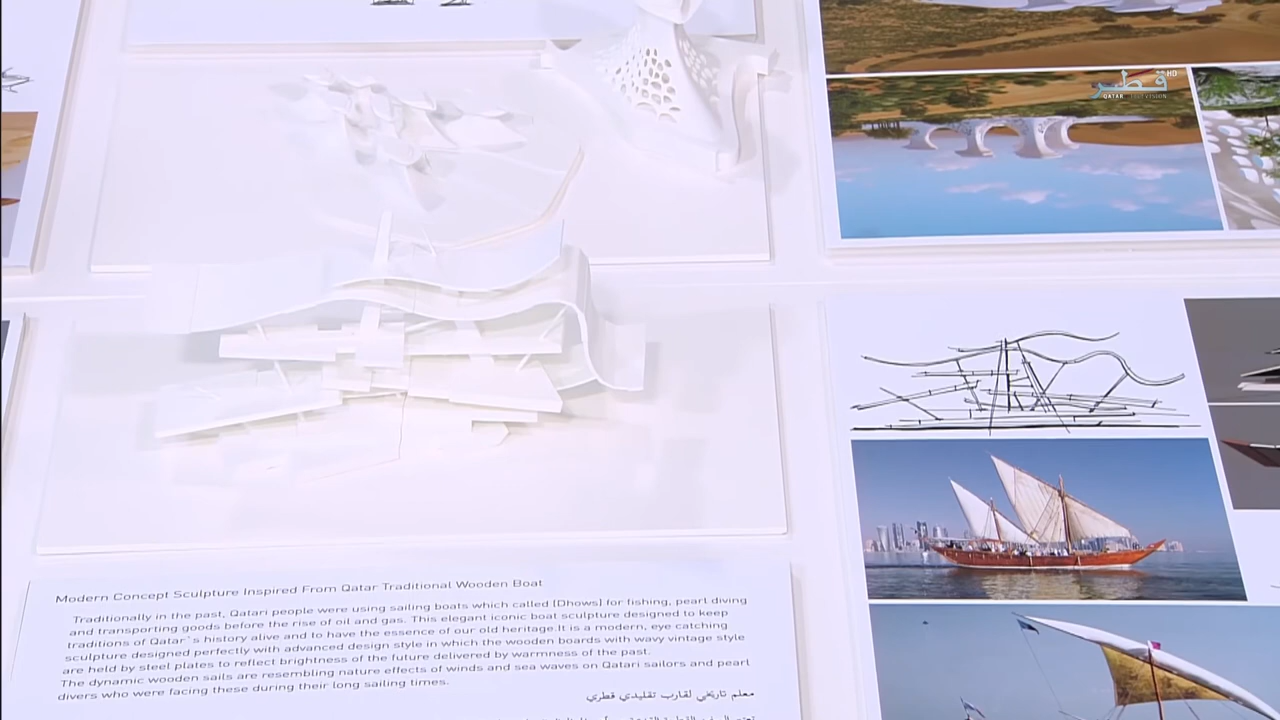 قطر HD
QATAR TELEVISION
Modern Concept Sculpture Inspired From Qatar Traditional Wooden Boat
Traditionally in the past, Qatari people were using sailing boats which called (Dhows) for fishing, pearl diving
and transporting goods before the rise of oil and gas. This elegant iconic boat sculpture designed to keep
traditions of Qatar`s history alive and to have the essence of our old heritage.It is a modern, eye catching
sculpture designed perfectly with advanced design style in which the wooden boards with wavy vintage style
are held by steel plates to reflect brightness of the future delivered by warmness of the past.
The dynamic wooden sails are resembling nature effects of winds and sea waves on Qatari sailors and pearl
divers who were facing these during their long sailing times.
معلم تاريخي لقارب تقليدي قطري